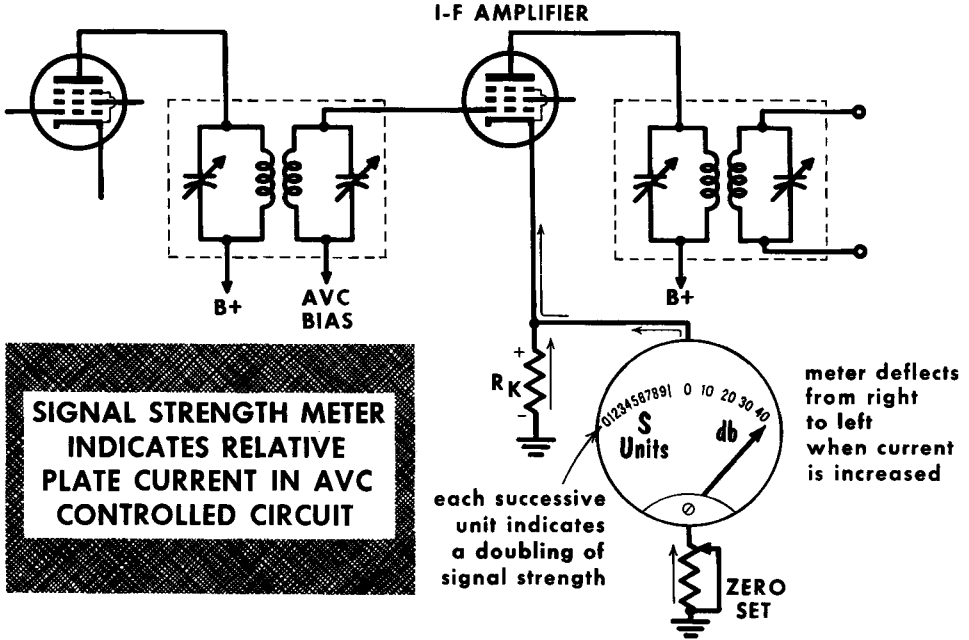 I-F AMPLIFIER
B+
AVC
BIAS
B+
+
RK
-
0123456789 0 10 20 30 40
S
Units
db
meter deflects
from right
to left
when current
is increased
SIGNAL STRENGTH METER
INDICATES RELATIVE
PLATE CURRENT IN AVC
CONTROLLED CIRCUIT
each successive
unit indicates
a doubling of
signal strength
ZERO
SET